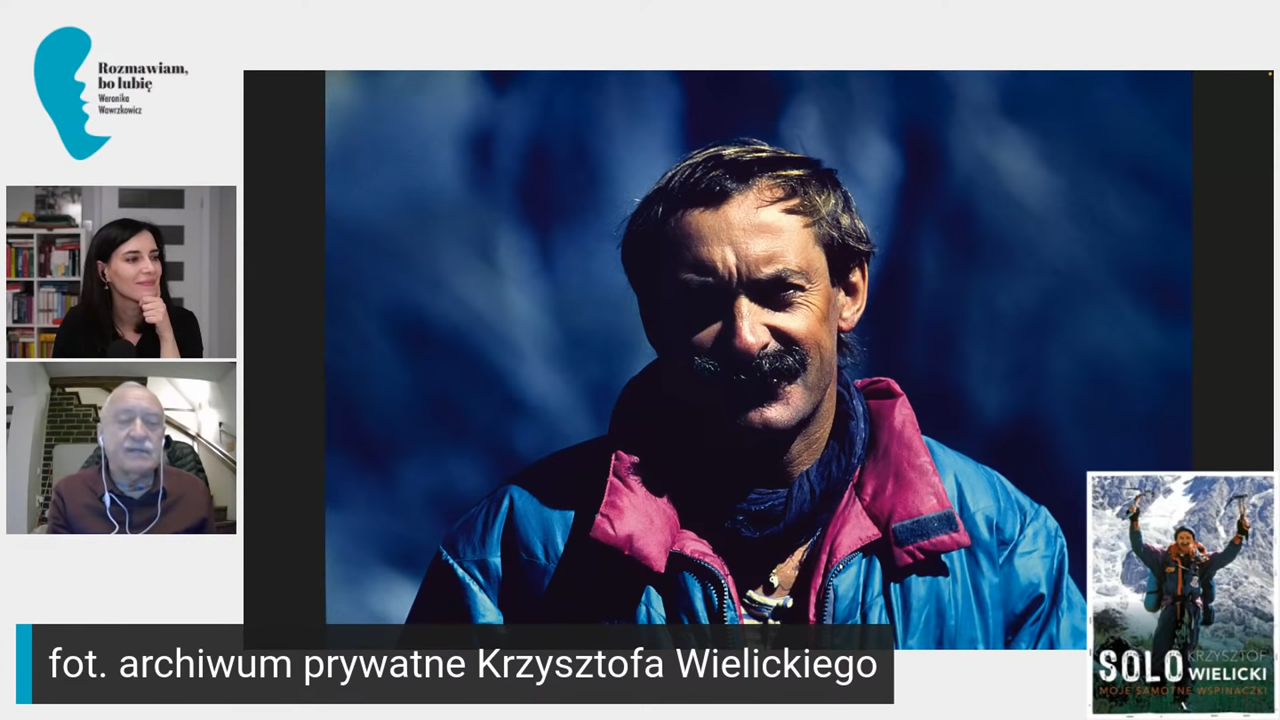 Rozmawiam,
bo lubię
Weronika
Wawrzkowicz
fot. archiwum prywatne Krzysztofa Wielickiego
SOLO KRZYSZTOF
WIELICKI
MOJE SAMOTNE WSPINACZKI